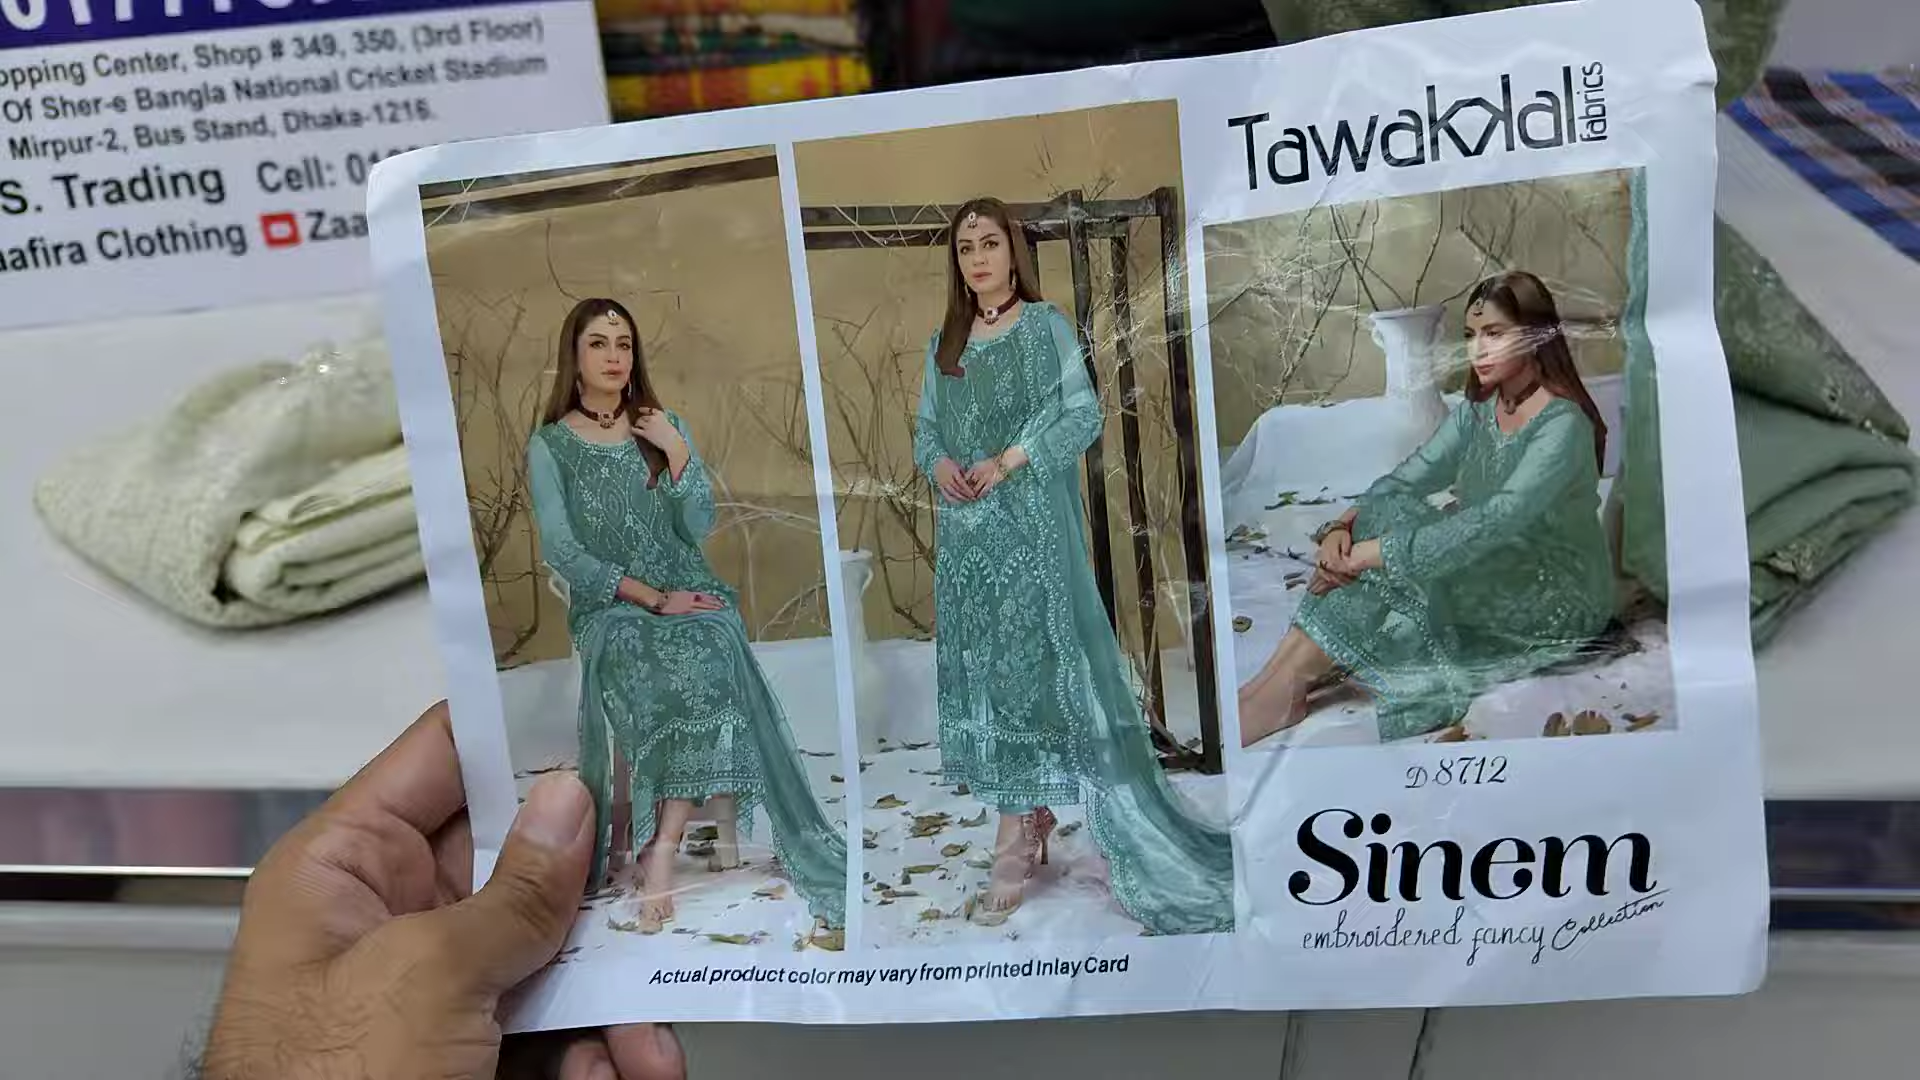 opping Center, Shop # 349, 350, (3rd Floor)
Of Sher-e Bangla National Cricket Stadium
Mirpur-2, Bus Stand, Dhaka-1216.
S. Trading Cell:
aafira Clothing Zaa
Tawakkal fabrics
D 8712
Sinem
embroidered fancy Collection
Actual product color may vary from printed Inlay Card